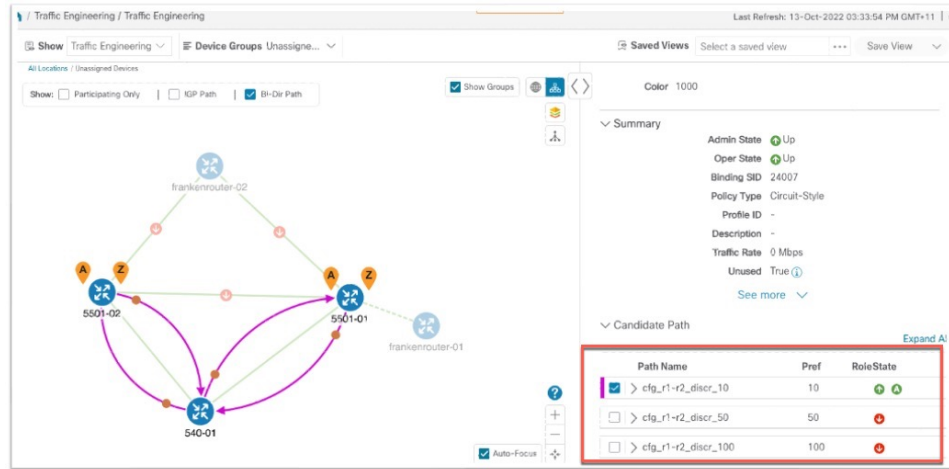 / Traffic Engineering / Traffic Engineering
Last Refresh: 13-Oct-2022 03:33:54 PM GMT+11 |
Show Traffic Engineering Device Groups Unassigne...
Saved Views Select a saved view ... Save View
All Locations / Unassigned Devices
Show: Participating Only | IGP Path | Bi-Dir Path
Show Groups
Color 1000
Summary
Admin State Up
Oper State Up
Binding SID 24007
Policy Type Circuit-Style
Profile ID -
Description -
Traffic Rate 0 Mbps
Unused True
See more
Candidate Path
Expand Al
Path Name Pref RoleState
cfg_r1-r2_discr_10 10 A
cfg_r1-r2_discr_50 50
cfg_r1-r2_discr_100 100
frankenrouter-02
A Z
A Z
5501-02
5501-01
frankenrouter-01
540-01
?
Auto-Focus